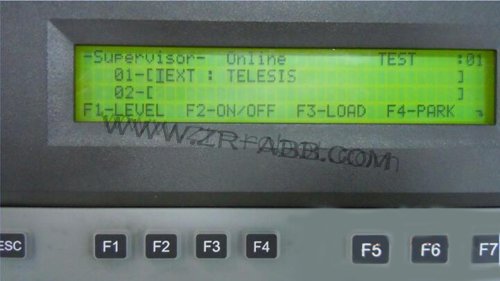 -Supervisor- Online TEST :01
01-[TEXT : TELESIS ]
02-[ ]
F1-LEVEL F2-ON/OFF F3-LOAD F4-PARK
WWW.ZR-ABB.COM
ESC F1 F2 F3 F4 F5 F6 F7